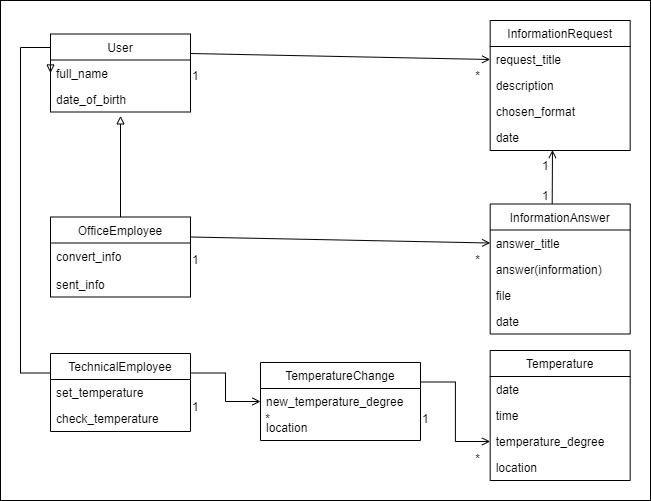 User
full_name
date_of_birth
1
*
InformationRequest
request_title
description
chosen_format
date
1
1
OfficeEmployee
convert_info
sent_info
1
*
InformationAnswer
answer_title
answer(information)
file
date
TechnicalEmployee
set_temperature
check_temperature
1
TemperatureChange
new_temperature_degree
*
location
1
*
Temperature
date
time
temperature_degree
location